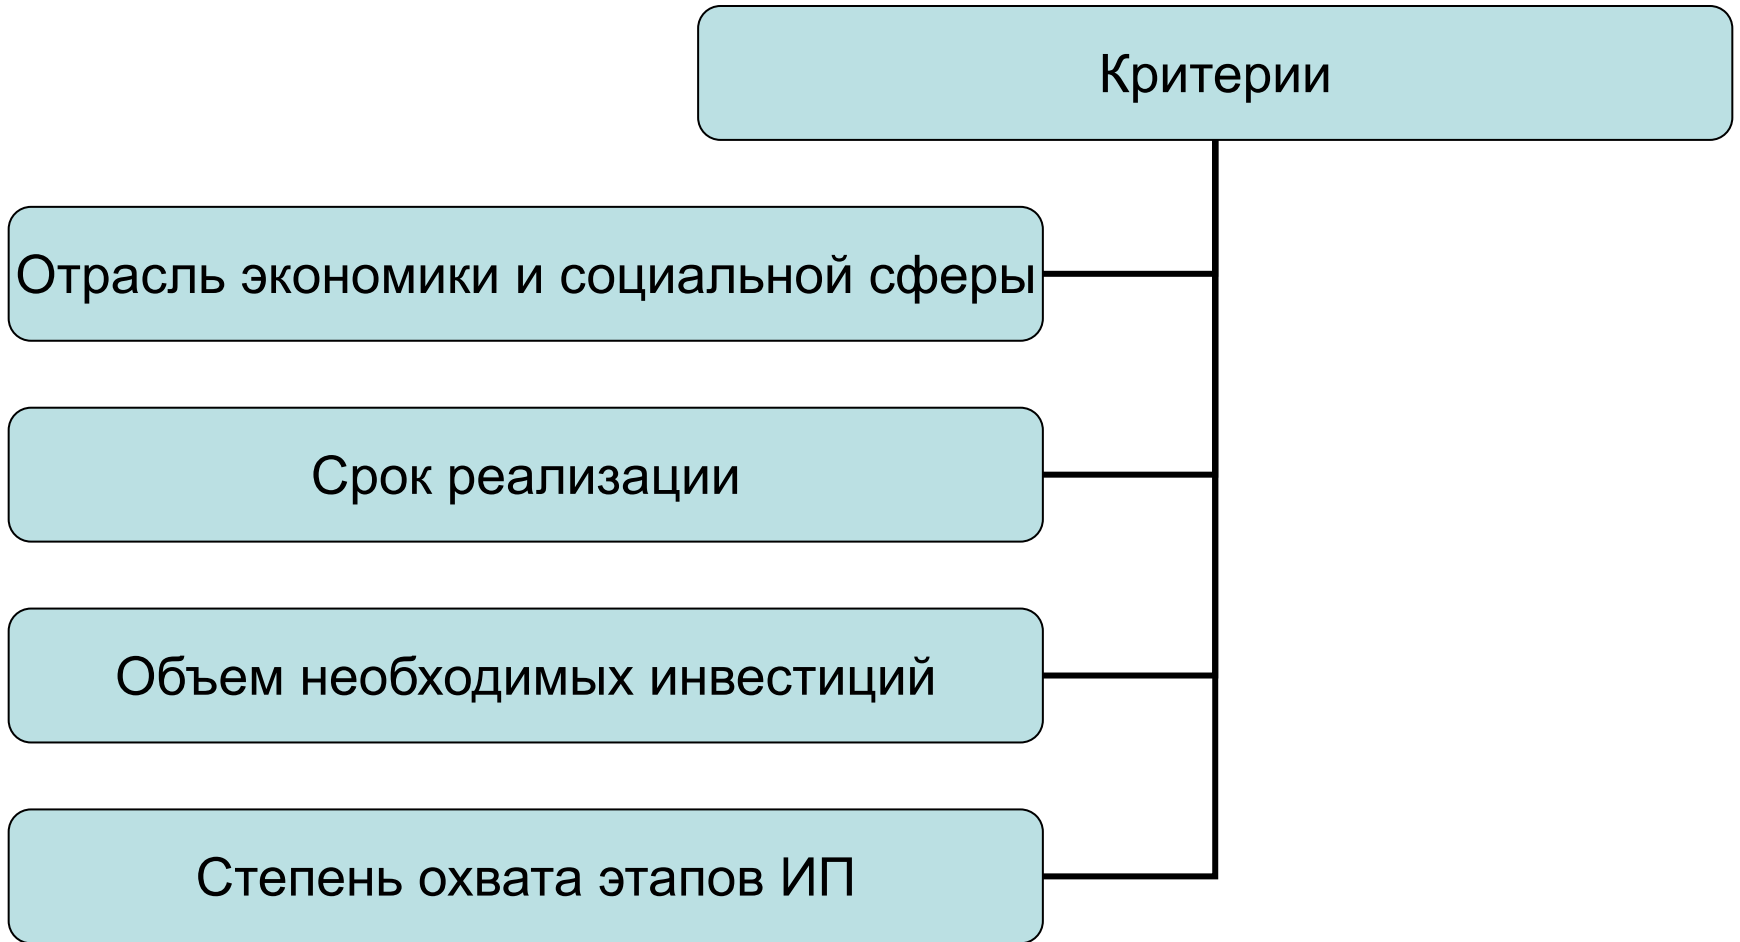 Критерии
Отрасль экономики и социальной сферы
Срок реализации
Объем необходимых инвестиций
Степень охвата этапов ИП